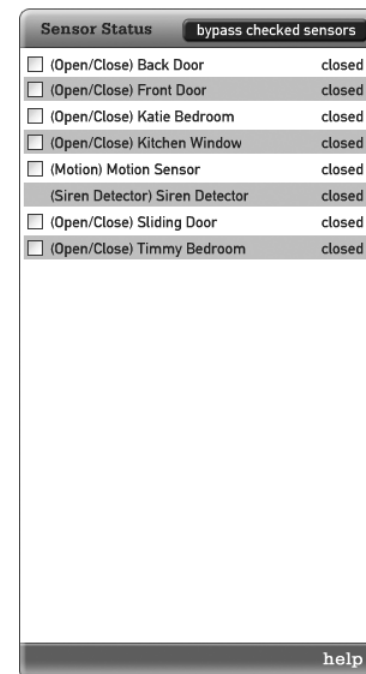 Sensor Status bypass checked sensors
(Open/Close) Back Door closed
(Open/Close) Front Door closed
(Open/Close) Katie Bedroom closed
(Open/Close) Kitchen Window closed
(Motion) Motion Sensor closed
(Siren Detector) Siren Detector closed
(Open/Close) Sliding Door closed
(Open/Close) Timmy Bedroom closed
help